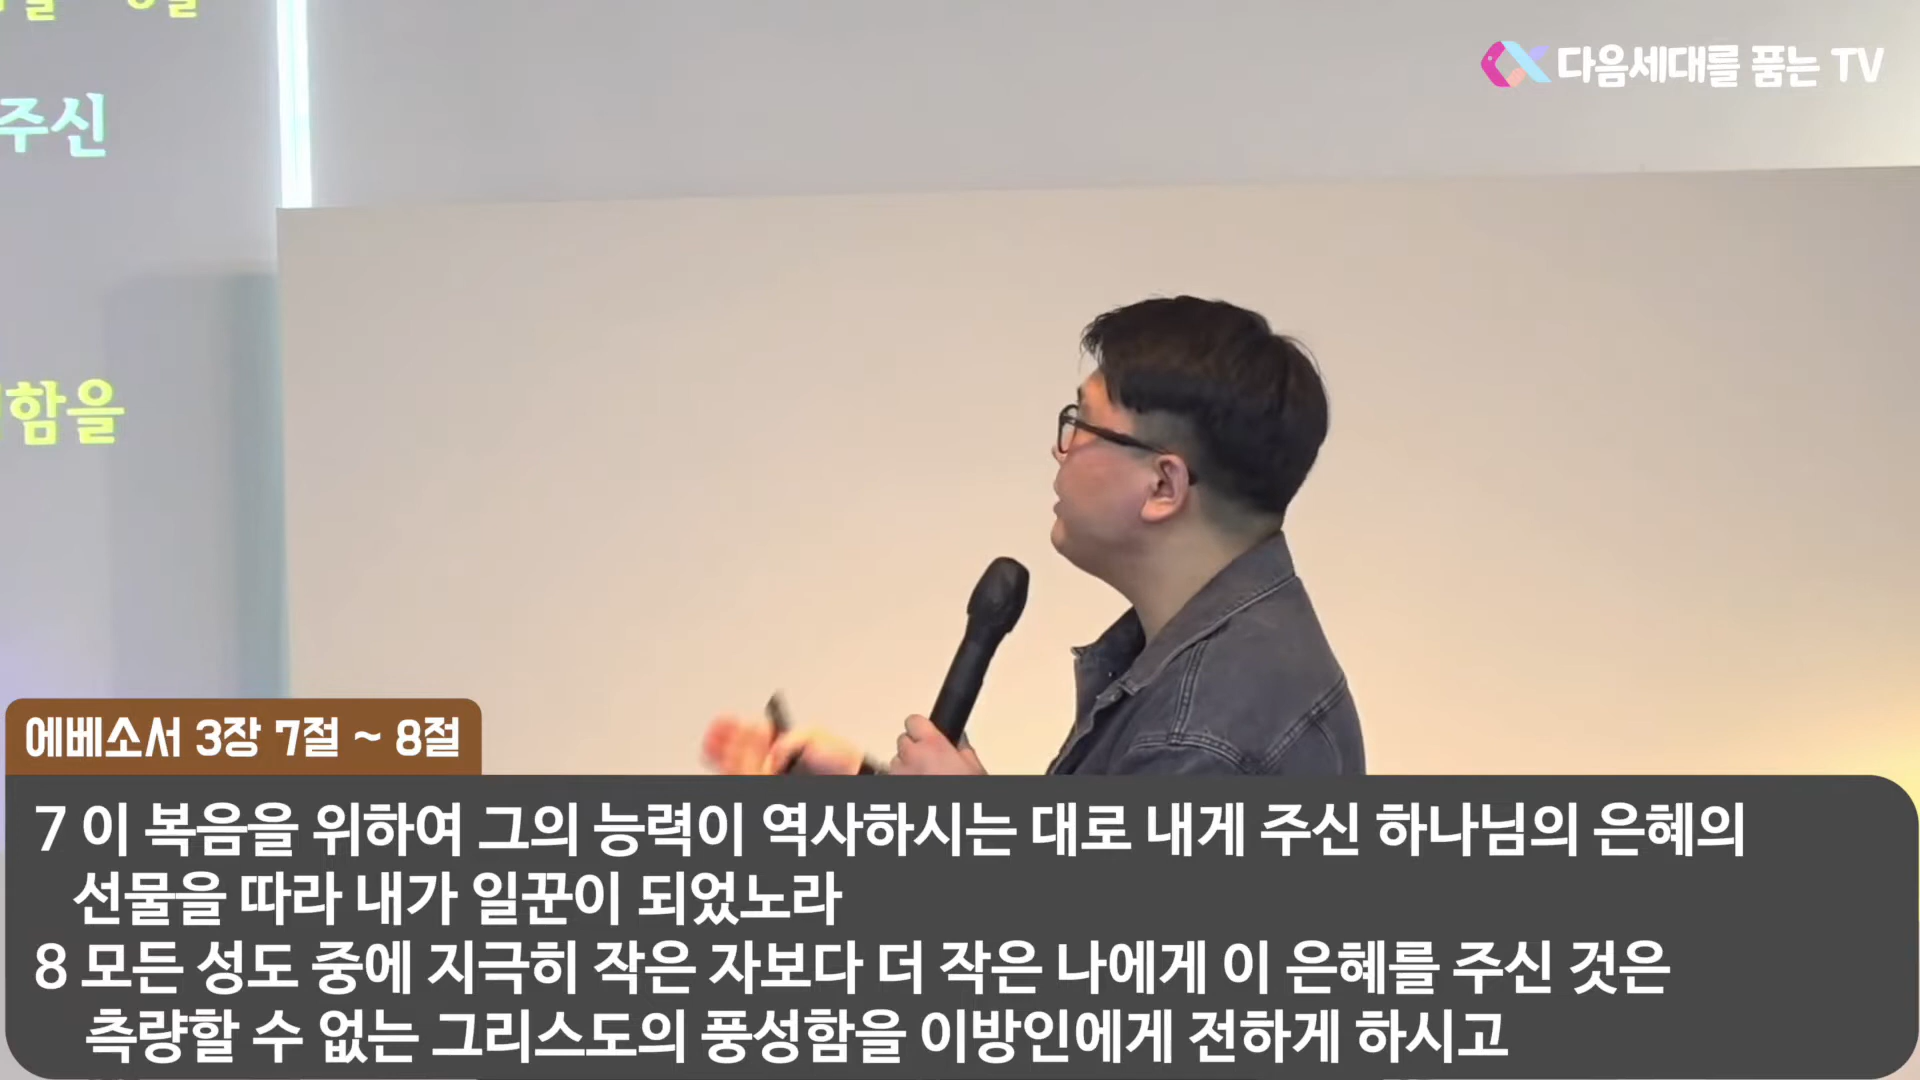 다음세대를 품는 TV
주신
함을
에베소서 3장 7절 ~ 8절
7 이 복음을 위하여 그의 능력이 역사하시는 대로 내게 주신 하나님의 은혜의
선물을 따라 내가 일꾼이 되었노라
8 모든 성도 중에 지극히 작은 자보다 더 작은 나에게 이 은혜를 주신 것은
측량할 수 없는 그리스도의 풍성함을 이방인에게 전하게 하시고